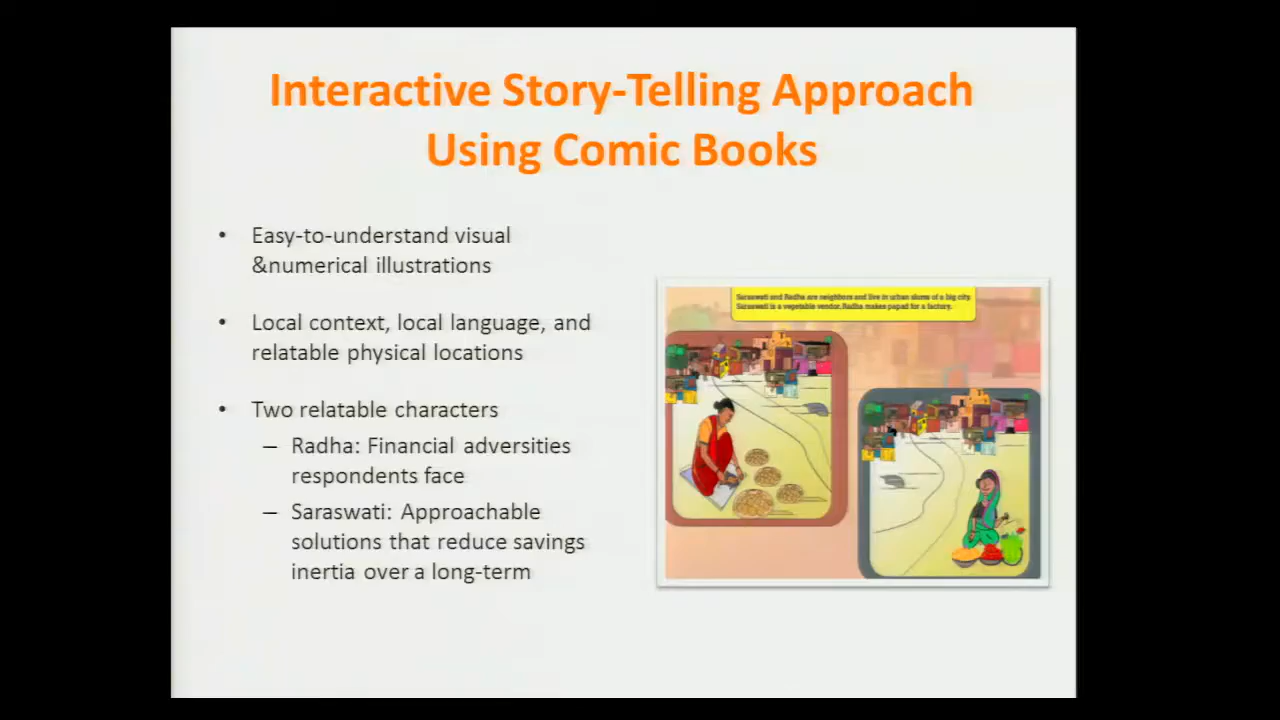 Interactive Story-Telling Approach
Using Comic Books
• Easy-to-understand visual
&numerical illustrations
• Local context, local language, and
relatable physical locations
• Two relatable characters
– Radha: Financial adversities
respondents face
– Saraswati: Approachable
solutions that reduce savings
inertia over a long-term
Saraswati and Radha are neighbors and live in urban slums of a big city.
Saraswati is a vegetable vendor, Radha makes papad for a factory.